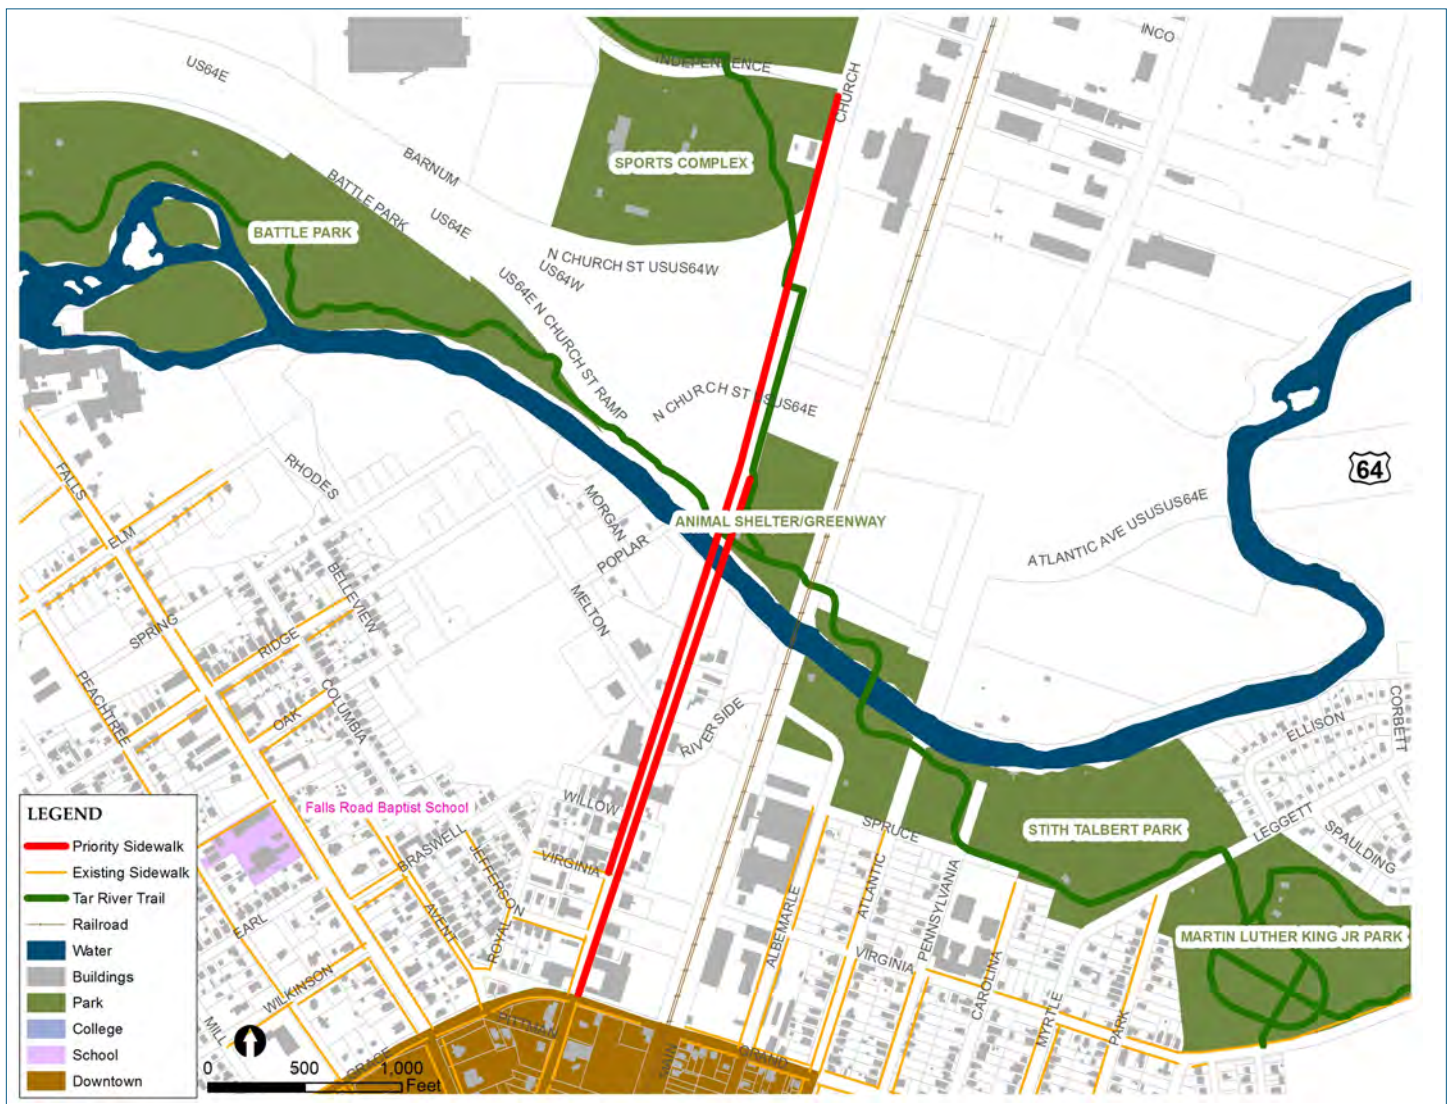 INCO
US64E
INDEPENDENCE
CHURCH
BARNUM
SPORTS COMPLEX
BATTLE PARK
US64E
BATTLE PARK
N CHURCH ST USUS64W
US64W
US64E N CHURCH ST RAMP
N CHURCH ST USUS64E
64
FALLS
RHODES
ELM
MORGAN
POPLAR
ANIMAL SHELTER/GREENWAY
ATLANTIC AVE USUSUS64E
BELLEVIEW
MELTON
SPRING
RIDGE
PEACHTREE
COLUMBIA
OAK
RIVERSIDE
CORBETT
ELLISON
LEGEND
Priority Sidewalk
Existing Sidewalk
Tar River Trail
Railroad
Water
Buildings
Park
College
School
Downtown
Falls Road Baptist School
WILLOW
VIRGINIA
BRASWELL
JEFFERSON
AVENT
ROYAL
EARL
WILKINSON
MILL
SPRUCE
STITH TALBERT PARK
LEGGETT
SPAULDING
ALBEMARLE
ATLANTIC
PENNSYLVANIA
VIRGINIA
CAROLINA
MYRTLE
PARK
MARTIN LUTHER KING JR PARK
PITTMAN
GRACE
GRAND
0 500 1,000
Feet